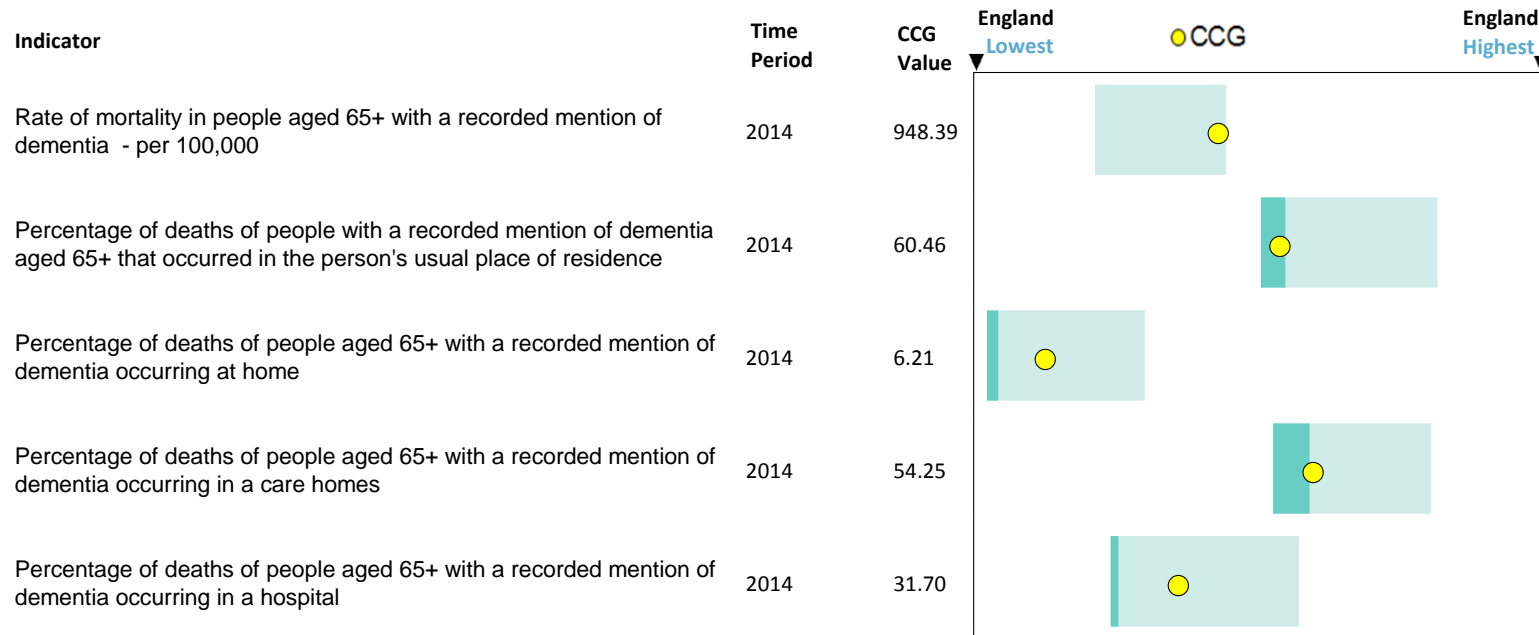 Indicator
Time
Period
CCG
Value
England
Lowest
CCG
England
Highest
Rate of mortality in people aged 65+ with a recorded mention of
dementia - per 100,000
2014
948.39
Percentage of deaths of people with a recorded mention of dementia
aged 65+ that occurred in the person's usual place of residence
2014
60.46
Percentage of deaths of people aged 65+ with a recorded mention of
dementia occurring at home
2014
6.21
Percentage of deaths of people aged 65+ with a recorded mention of
dementia occurring in a care homes
2014
54.25
Percentage of deaths of people aged 65+ with a recorded mention of
dementia occurring in a hospital
2014
31.70